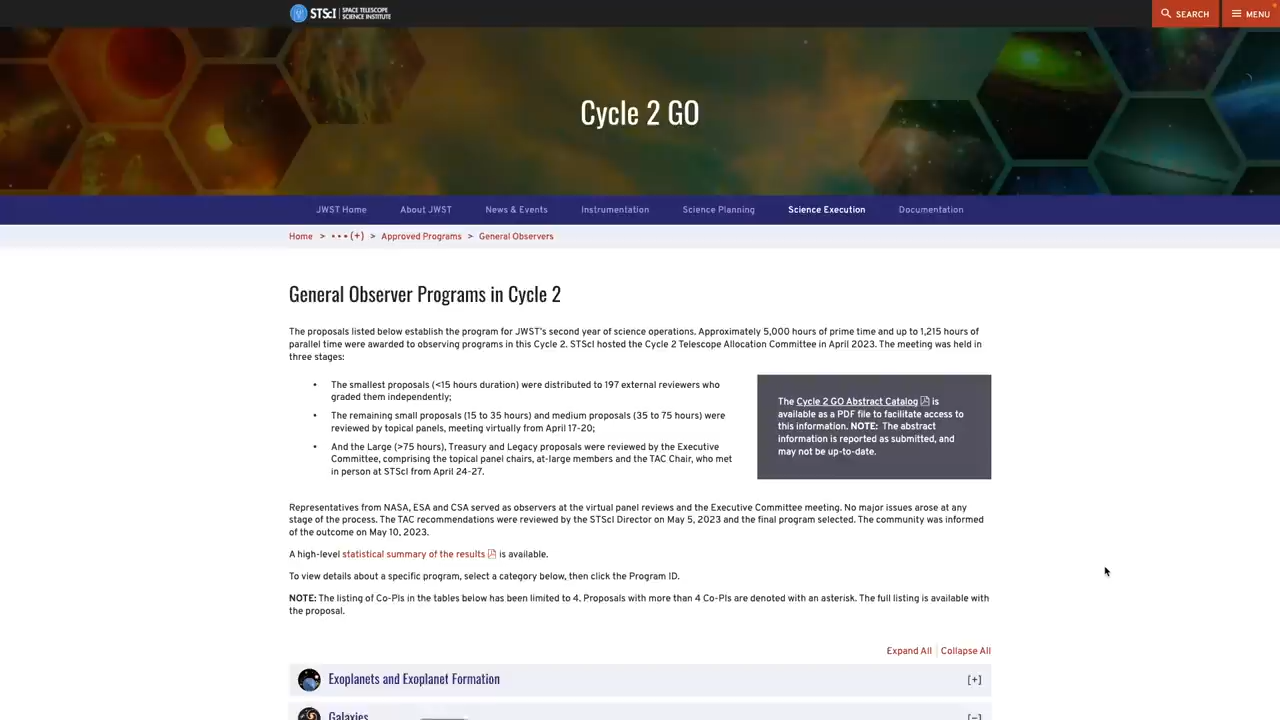 STScI | SPACE TELESCOPE
SCIENCE INSTITUTE
SEARCH
MENU
Cycle 2 GO
JWST Home
About JWST
News & Events
Instrumentation
Science Planning
Science Execution
Documentation
Home > •••(+) > Approved Programs > General Observers
General Observer Programs in Cycle 2
The proposals listed below establish the program for JWST's second year of science operations. Approximately 5,000 hours of prime time and up to 1,215 hours of
parallel time were awarded to observing programs in this Cycle 2. STScI hosted the Cycle 2 Telescope Allocation Committee in April 2023. The meeting was held in
three stages:
• The smallest proposals (<15 hours duration) were distributed to 197 external reviewers who
graded them independently;
• The remaining small proposals (15 to 35 hours) and medium proposals (35 to 75 hours) were
reviewed by topical panels, meeting virtually from April 17-20;
• And the Large (>75 hours), Treasury and Legacy proposals were reviewed by the Executive
Committee, comprising the topical panel chairs, at-large members and the TAC Chair, who met
in person at STScI from April 24-27.
The Cycle 2 GO Abstract Catalog is
available as a PDF file to facilitate access to
this information. NOTE: The abstract
information is reported as submitted, and
may not be up-to-date.
Representatives from NASA, ESA and CSA served as observers at the virtual panel reviews and the Executive Committee meeting. No major issues arose at any
stage of the process. The TAC recommendations were reviewed by the STScI Director on May 5, 2023 and the final program selected. The community was informed
of the outcome on May 10, 2023.
A high-level statistical summary of the results is available.
To view details about a specific program, select a category below, then click the Program ID.
NOTE: The listing of Co-PIs in the tables below has been limited to 4. Proposals with more than 4 Co-PIs are denoted with an asterisk. The full listing is available with
the proposal.
Expand All | Collapse All
Exoplanets and Exoplanet Formation [+]
Galaxies [−]